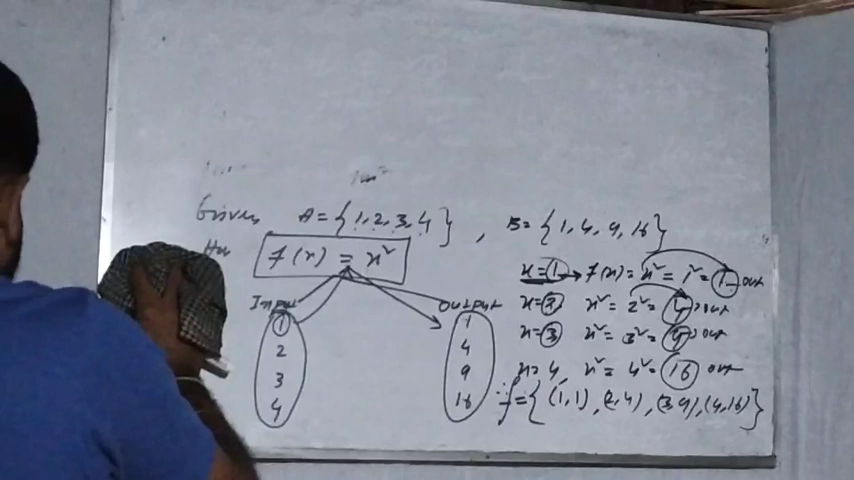 Given A = {1, 2, 3, 4}, B = {1, 4, 9, 16}
f(x) = x²
x = 1 → f(x) = x² = 1² = 1 out
Input Output
x = 2 x² = 2² = 4 out
1 1
x = 3 x² = 3² = 9 out
2 4
3 9
x = 4, x² = 4² = 16 out
4 16
∴ f = {(1, 1), (2, 4), (3, 9), (4, 16)}